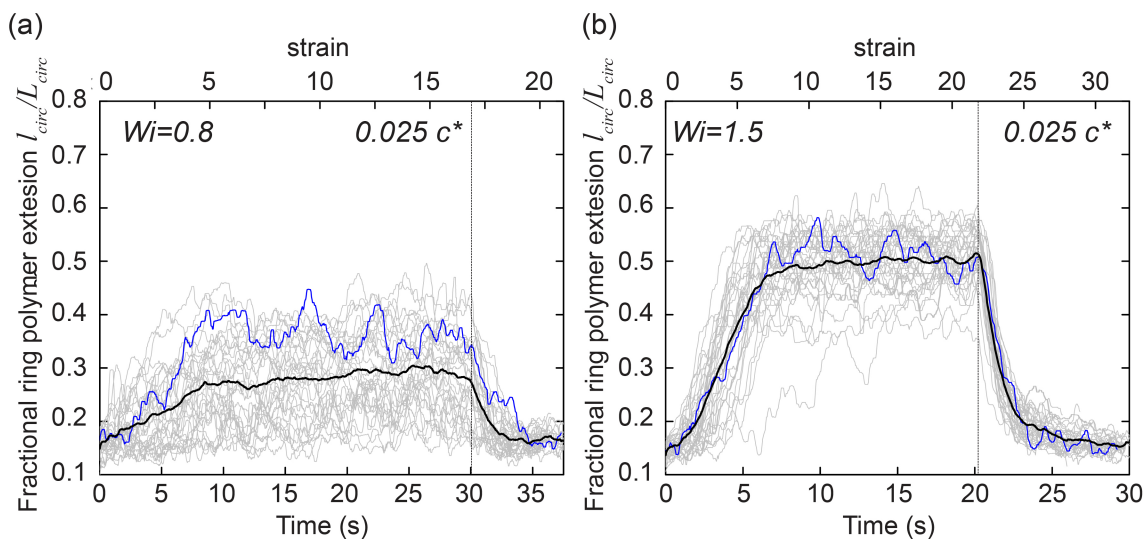 (a)
strain
0 5 10 15 20
Fractional ring polymer extesion l_circ/L_circ
0.8
0.7
0.6
0.5
0.4
0.3
0.2
0.1
Wi=0.8 0.025 c*
0 5 10 15 20 25 30 35
Time (s)
(b)
strain
0 5 10 15 20 25 30
Fractional ring polymer extesion l_circ/L_circ
0.8
0.7
0.6
0.5
0.4
0.3
0.2
0.1
Wi=1.5 0.025 c*
0 5 10 15 20 25 30
Time (s)